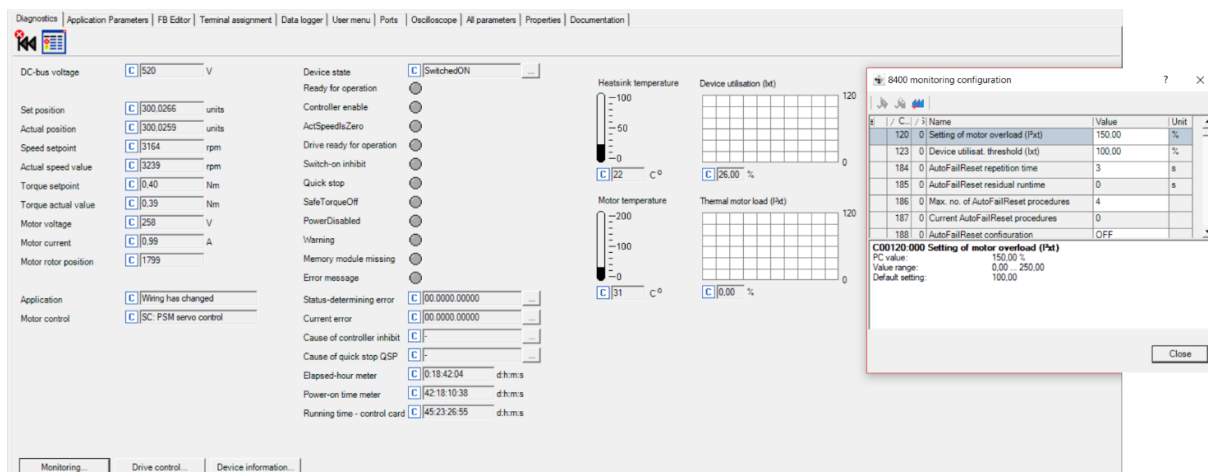 Diagnostics Application Parameters FB Editor Terminal assignment Data logger User menu Ports Oscilloscope All parameters Properties Documentation
DC-bus voltage C 520 V
Set position C 300,0266 units
Actual position C 300,0259 units
Speed setpoint C 3164 rpm
Actual speed value C 3239 rpm
Torque setpoint C 0,40 Nm
Torque actual value C 0,39 Nm
Motor voltage C 258 V
Motor current C 0,99 A
Motor rotor position C 1799
Application C Wiring has changed
Motor control C SC: PSM servo control
Device state C SwitchedON ...
Ready for operation
Controller enable
ActSpeedIsZero
Drive ready for operation
Switch-on inhibit
Quick stop
SafeTorqueOff
PowerDisabled
Warning
Memory module missing
Error message
Status-determining error C 00.0000.00000 ...
Current error C 00.0000.00000 ...
Cause of controller inhibit C - ...
Cause of quick stop QSP C - ...
Elapsed-hour meter C 0:18:42:04 d:h:m:s
Power-on time meter C 42:18:10:38 d:h:m:s
Running time - control card C 45:23:26:55 d:h:m:s
Heatsink temperature
100
50
0
C 22 C°
Device utilisation (Ixt)
120
0
C 26,00 %
Motor temperature
200
100
0
C 31 C°
Thermal motor load (I²xt)
120
0
C 0,00 %
Monitoring... Drive control... Device information...
8400 monitoring configuration ? ×
/ C... / S Name Value Unit
120 0 Setting of motor overload (I²xt) 150,00 %
123 0 Device utilisat. threshold (Ixt) 100,00 %
184 0 AutoFailReset repetition time 3 s
185 0 AutoFailReset residual runtime 0 s
186 0 Max. no. of AutoFailReset procedures 4
187 0 Current AutoFailReset procedures 0
188 0 AutoFailReset configuration OFF
C00120:000 Setting of motor overload (I²xt)
PC value: 150,00 %
Value range: 0,00 ... 250,00
Default setting: 100,00
Close